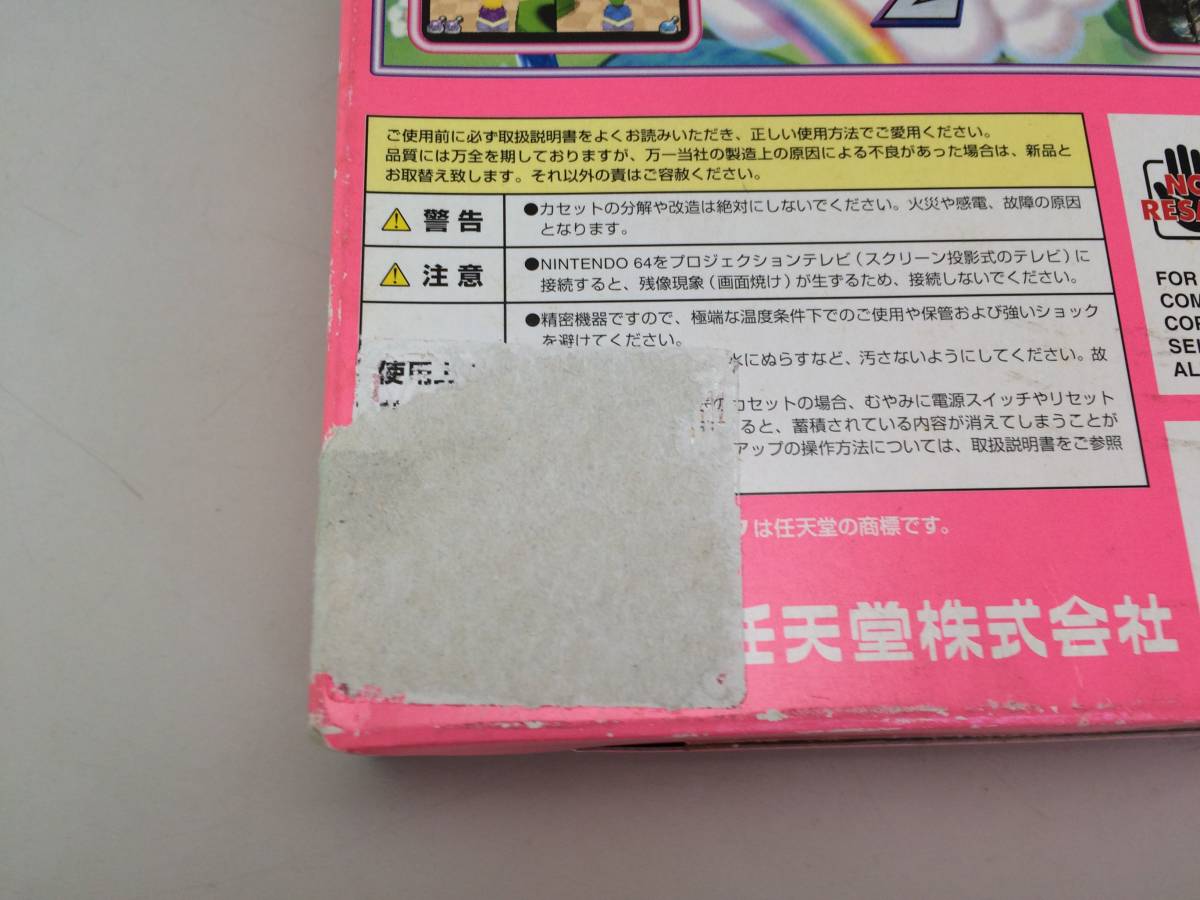 ご使用前に必ず取扱説明書をよくお読みいただき、正しい使用方法でご愛用ください。
品質には万全を期しておりますが、万一当社の製造上の原因による不良があった場合は、新品と
お取替え致します。それ以外の責はご容赦ください。
警告
●カセットの分解や改造は絶対にしないでください。火災や感電、故障の原因
となります。
注意
●NINTENDO 64をプロジェクションテレビ(スクリーン投影式のテレビ)に
接続すると、残像現象(画面焼け)が生ずるため、接続しないでください。
使用上
●精密機器ですので、極端な温度条件下でのご使用や保管および強いショック
を避けてください。
水にぬらすなど、汚さないようにしてください。故
カセットの場合、むやみに電源スイッチやリセット
ると、蓄積されている内容が消えてしまうことが
アップの操作方法については、取扱説明書をご参照
は任天堂の商標です。
任天堂株式会社
FOR